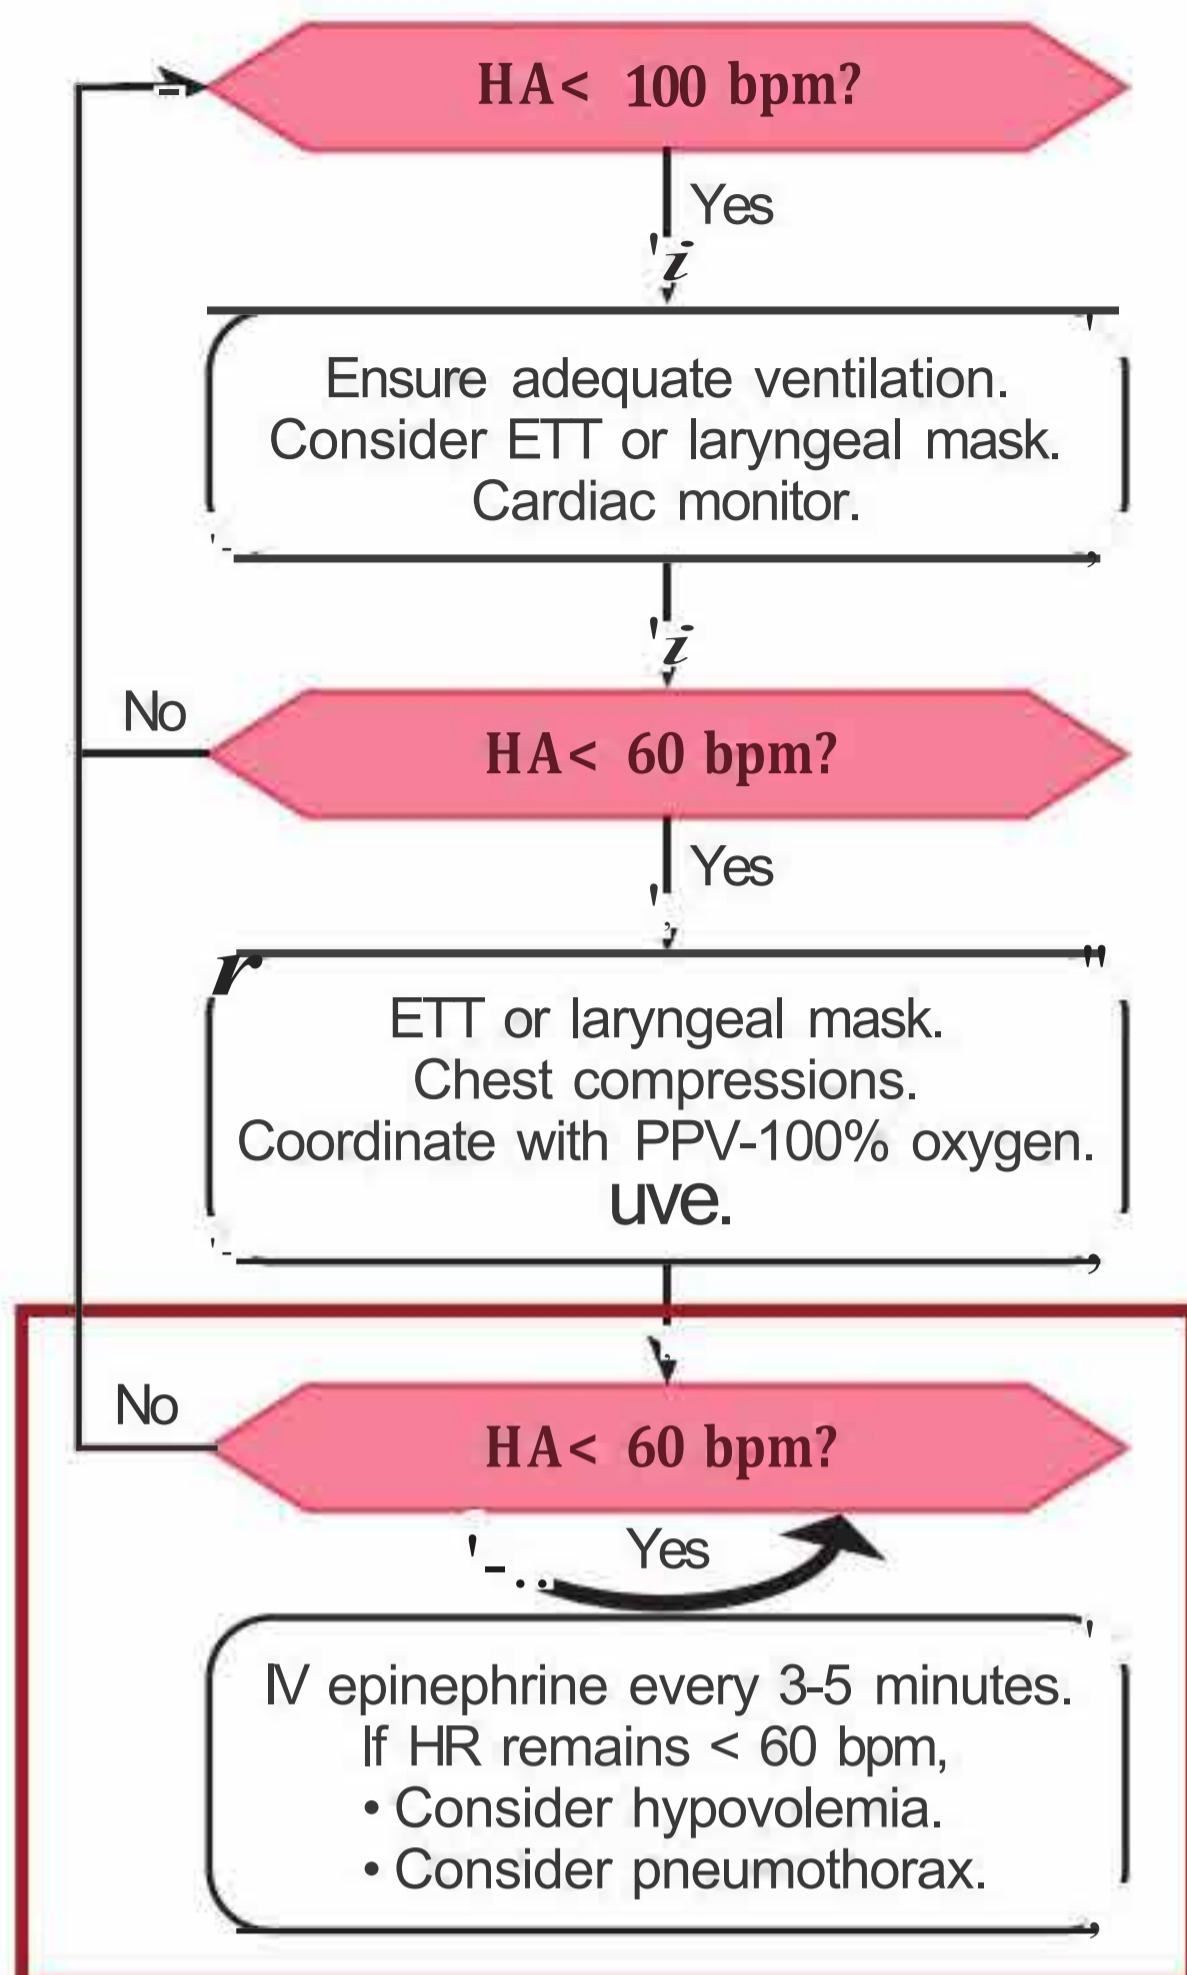 HA< 100 bpm?
Yes
Ensure adequate ventilation.
Consider ETT or laryngeal mask.
Cardiac monitor.
No
HA< 60 bpm?
Yes
ETT or laryngeal mask.
Chest compressions.
Coordinate with PPV-100% oxygen.
uve.
No
HA< 60 bpm?
Yes
IV epinephrine every 3-5 minutes.
If HR remains < 60 bpm,
• Consider hypovolemia.
• Consider pneumothorax.